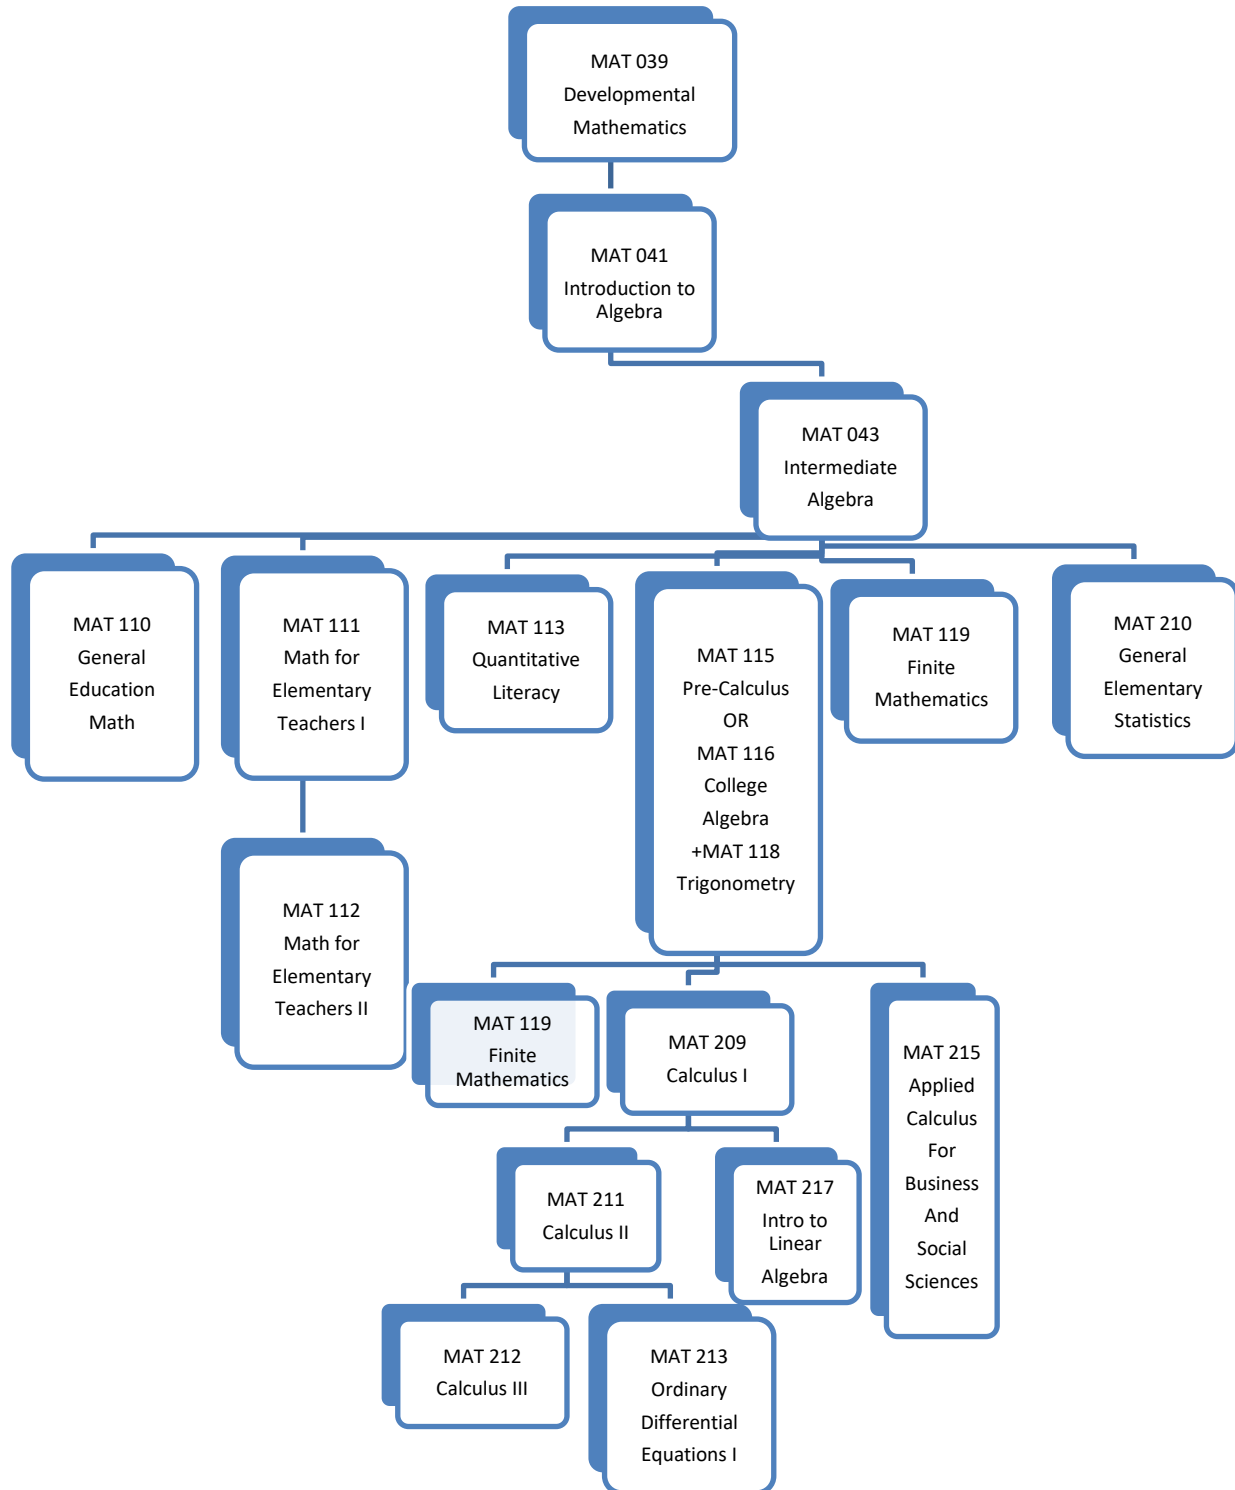 MAT 039
Developmental
Mathematics
MAT 041
Introduction to
Algebra
MAT 043
Intermediate
Algebra
MAT 110
General
Education
Math
MAT 111
Math for
Elementary
Teachers I
MAT 113
Quantitative
Literacy
MAT 115
Pre-Calculus
OR
MAT 116
College
Algebra
+MAT 118
Trigonometry
MAT 119
Finite
Mathematics
MAT 210
General
Elementary
Statistics
MAT 112
Math for
Elementary
Teachers II
MAT 119
Finite
Mathematics
MAT 209
Calculus I
MAT 215
Applied
Calculus
For
Business
And
Social
Sciences
MAT 211
Calculus II
MAT 217
Intro to
Linear
Algebra
MAT 212
Calculus III
MAT 213
Ordinary
Differential
Equations I